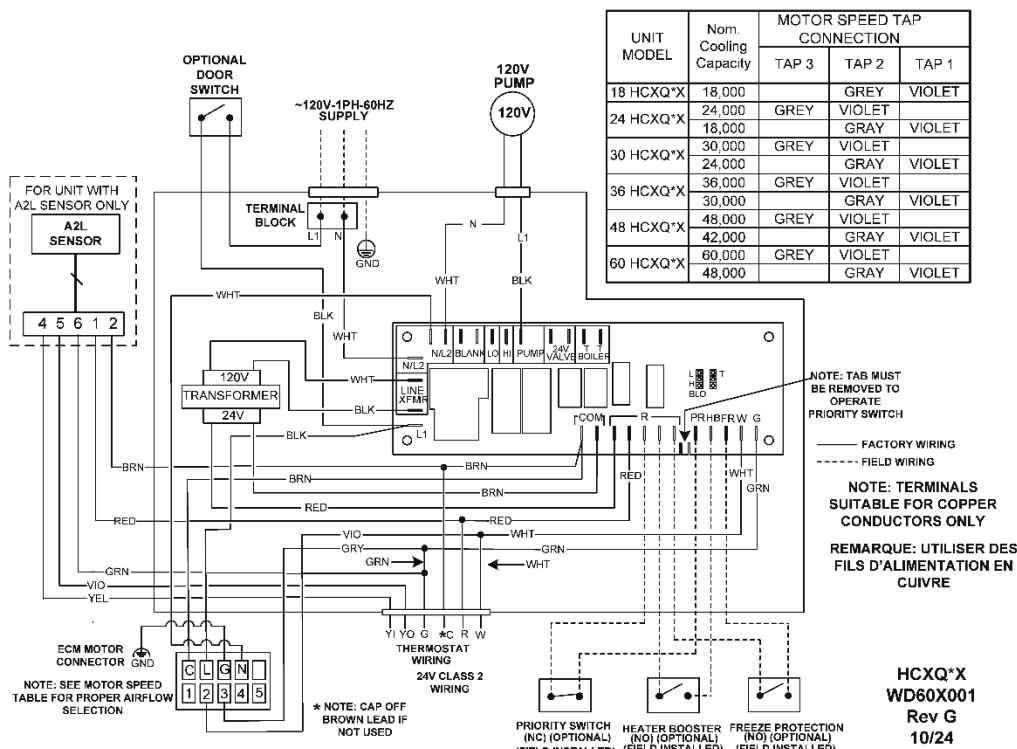 OPTIONAL
DOOR
SWITCH
~120V-1PH-60HZ
SUPPLY
120V
PUMP
120V
UNIT
MODEL
Nom.
Cooling
Capacity
MOTOR SPEED TAP
CONNECTION
TAP 3 TAP 2 TAP 1
18 HCXQ*X 18,000 GREY VIOLET
24 HCXQ*X 24,000 GREY VIOLET
18,000 GRAY VIOLET
30 HCXQ*X 30,000 GREY VIOLET
24,000 GRAY VIOLET
36 HCXQ*X 36,000 GREY VIOLET
30,000 GRAY VIOLET
48 HCXQ*X 48,000 GREY VIOLET
42,000 GRAY VIOLET
60 HCXQ*X 60,000 GREY VIOLET
48,000 GRAY VIOLET
FOR UNIT WITH
A2L SENSOR ONLY
A2L
SENSOR
4 5 6 1 2
TERMINAL
BLOCK
L1 N
GND
N
L1
WHT
BLK
WHT
BLK
WHT
N/L2 BLANK LO HI PUMP 24V VALVE T T BOILER
N/L2
LINE
XFMR
L1
L
H
BLO
T
COM R PR H B F R W G
120V
TRANSFORMER
24V
WHT
BLK
BLK
NOTE: TAB MUST
BE REMOVED TO
OPERATE
PRIORITY SWITCH
FACTORY WIRING
FIELD WIRING
NOTE: TERMINALS
SUITABLE FOR COPPER
CONDUCTORS ONLY
REMARQUE: UTILISER DES
FILS D'ALIMENTATION EN
CUIVRE
BRN
BRN
BRN
BRN
RED
RED
RED
RED
WHT
GRN
VIO
WHT
GRY
GRN
GRN
WHT
GRN
VIO
YEL
YI YO G *C R W
THERMOSTAT
WIRING
24V CLASS 2
WIRING
ECM MOTOR
CONNECTOR
GND
C L G N
1 2 3 4 5
NOTE: SEE MOTOR SPEED
TABLE FOR PROPER AIRFLOW
SELECTION
* NOTE: CAP OFF
BROWN LEAD IF
NOT USED
PRIORITY SWITCH
(NC) (OPTIONAL)
(FIELD INSTALLED)
HEATER BOOSTER
(NO) (OPTIONAL)
(FIELD INSTALLED)
FREEZE PROTECTION
(NO) (OPTIONAL)
(FIELD INSTALLED)
HCXQ*X
WD60X001
Rev G
10/24